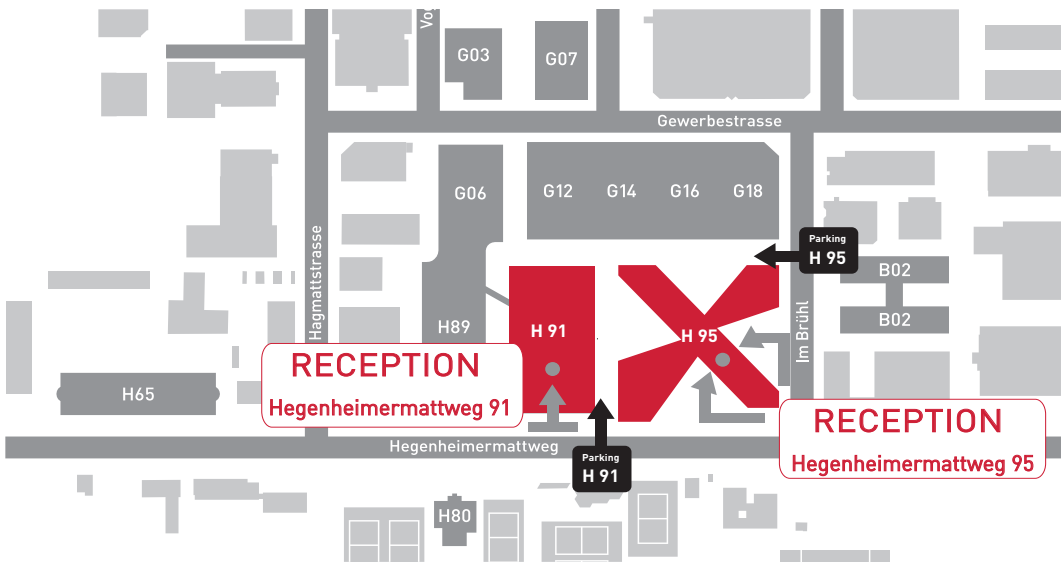 Vog
G03
G07
Gewerbestrasse
G06
G12
G14
G16
G18
Hagmattstrasse
Parking
H 95
B02
B02
H89
H 91
H 95
Im Brühl
RECEPTION
Hegenheimermattweg 91
H65
RECEPTION
Hegenheimermattweg 95
Hegenheimermattweg
Parking
H 91
H80